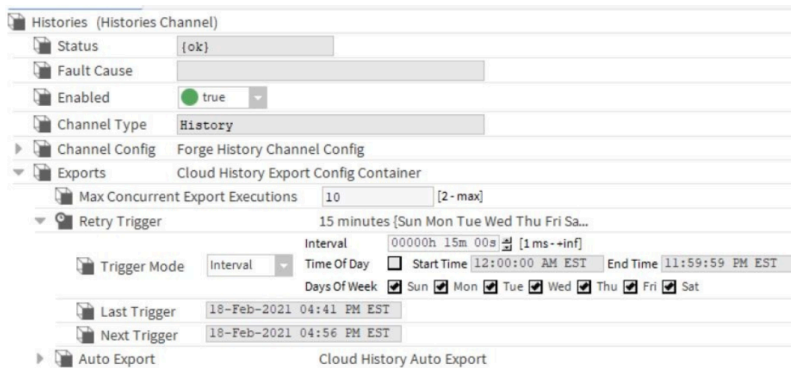 Histories (Histories Channel)
Status {ok}
Fault Cause
Enabled true
Channel Type History
Channel Config Forge History Channel Config
Exports Cloud History Export Config Container
Max Concurrent Export Executions 10 [2 - max]
Retry Trigger 15 minutes {Sun Mon Tue Wed Thu Fri Sa...
Interval 00000h 15m 00s [1 ms - +inf]
Trigger Mode Interval Time Of Day Start Time 12:00:00 AM EST End Time 11:59:59 PM EST
Days Of Week Sun Mon Tue Wed Thu Fri Sat
Last Trigger 18-Feb-2021 04:41 PM EST
Next Trigger 18-Feb-2021 04:56 PM EST
Auto Export Cloud History Auto Export